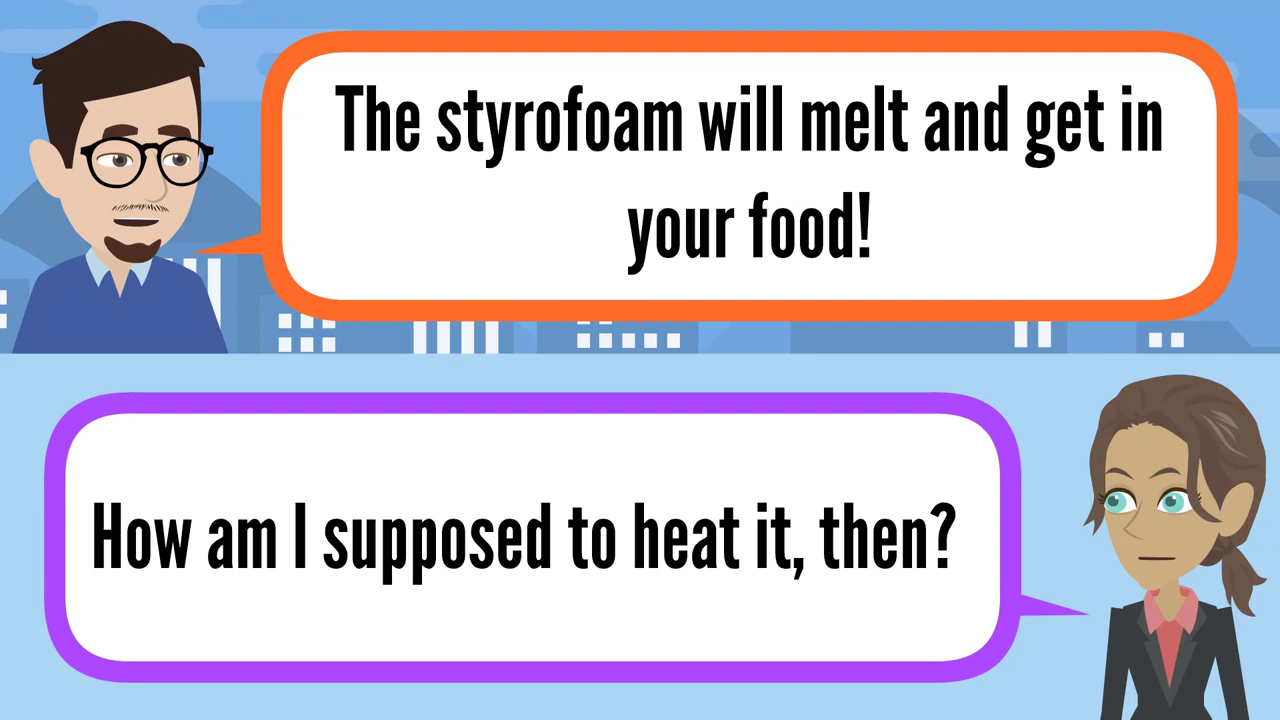 The styrofoam will melt and get in
your food!
How am I supposed to heat it, then?